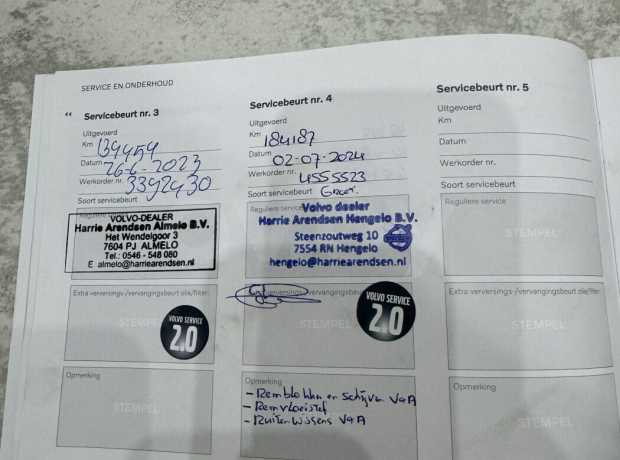 SERVICE EN ONDERHOUD
“
Servicebeurt nr. 3
Uitgevoerd
Km 139459
Datum 26-6-2023
Werkorder nr. 3392430
Soort servicebeurt
Reguliere service
VOLVO-DEALER
Harrie Arendsen Almelo B.V.
Het Wendelgoor 3
7604 PJ ALMELO
Tel.: 0546 - 548 080
E almelo@harriearendsen.nl
Extra verversings-/vervangingsbeurt olie/filter:
STEMPEL
VOLVO SERVICE
2.0
Opmerking
STEMPEL
Servicebeurt nr. 4
Uitgevoerd
Km 184187
Datum 02-07-2024
Werkorder nr. 4555523
Soort servicebeurt Groot.
Reguliere service
Volvo dealer
Harrie Arendsen Hengelo B.V.
Steenzoutweg 10
7554 RN Hengelo
hengelo@harriearendsen.nl
verversings-/vervangingsbeurt
STEMPEL
VOLVO SERVICE
2.0
Opmerking
- Remblokken en schijven V+A
- Remvloeistof
- Ruitenwissers V+A
Servicebeurt nr. 5
Uitgevoerd
Km
Datum
Werkorder nr.
Soort servicebeurt
Reguliere service
STEMPEL
Extra verversings-/vervangingsbeurt olie/filter:
STEMPEL
Opmerking
STEMPEL